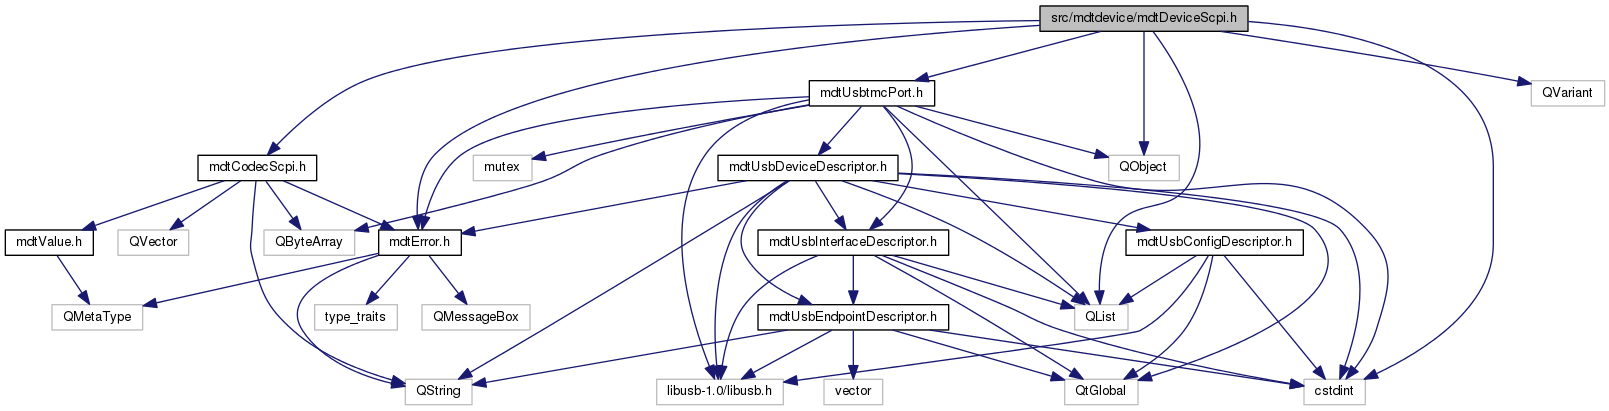 src/mdtdevice/mdtDeviceScpi.h
mdtUsbtmcPort.h
QVariant
mdtCodecScpi.h
mutex
mdtUsbDeviceDescriptor.h
QObject
mdtValue.h
QVector
QByteArray
mdtError.h
mdtUsbInterfaceDescriptor.h
mdtUsbConfigDescriptor.h
QMetaType
type_traits
QMessageBox
mdtUsbEndpointDescriptor.h
QList
QString
libusb-1.0/libusb.h
vector
QtGlobal
cstdint